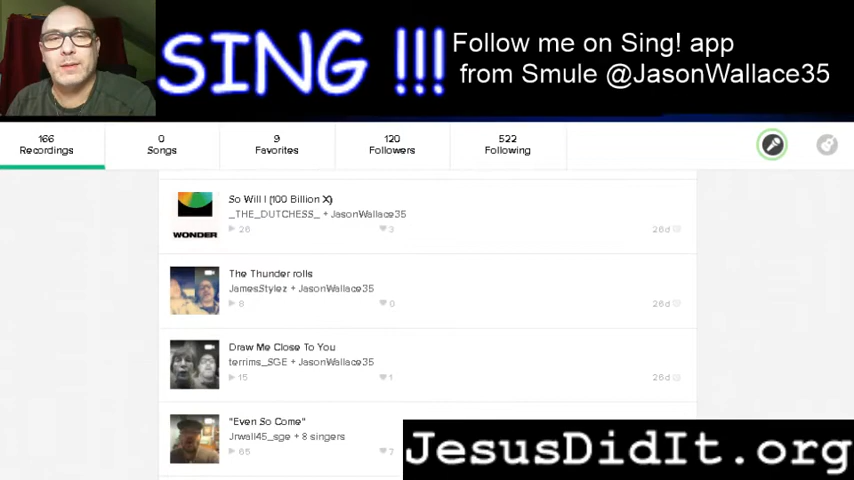 SING !!!
Follow me on Sing! app
from Smule @JasonWallace35
166
Recordings
0
Songs
9
Favorites
120
Followers
522
Following
So Will I (100 Billion X)
_THE_DUTCHESS_ + JasonWallace35
WONDER
26
3
26d
The Thunder rolls
JamesStylez + JasonWallace35
8
0
26d
Draw Me Close To You
terrims_SGE + JasonWallace35
15
1
26d
"Even So Come"
Jrwall45_sge + 8 singers
65
7
JesusDidIt.org